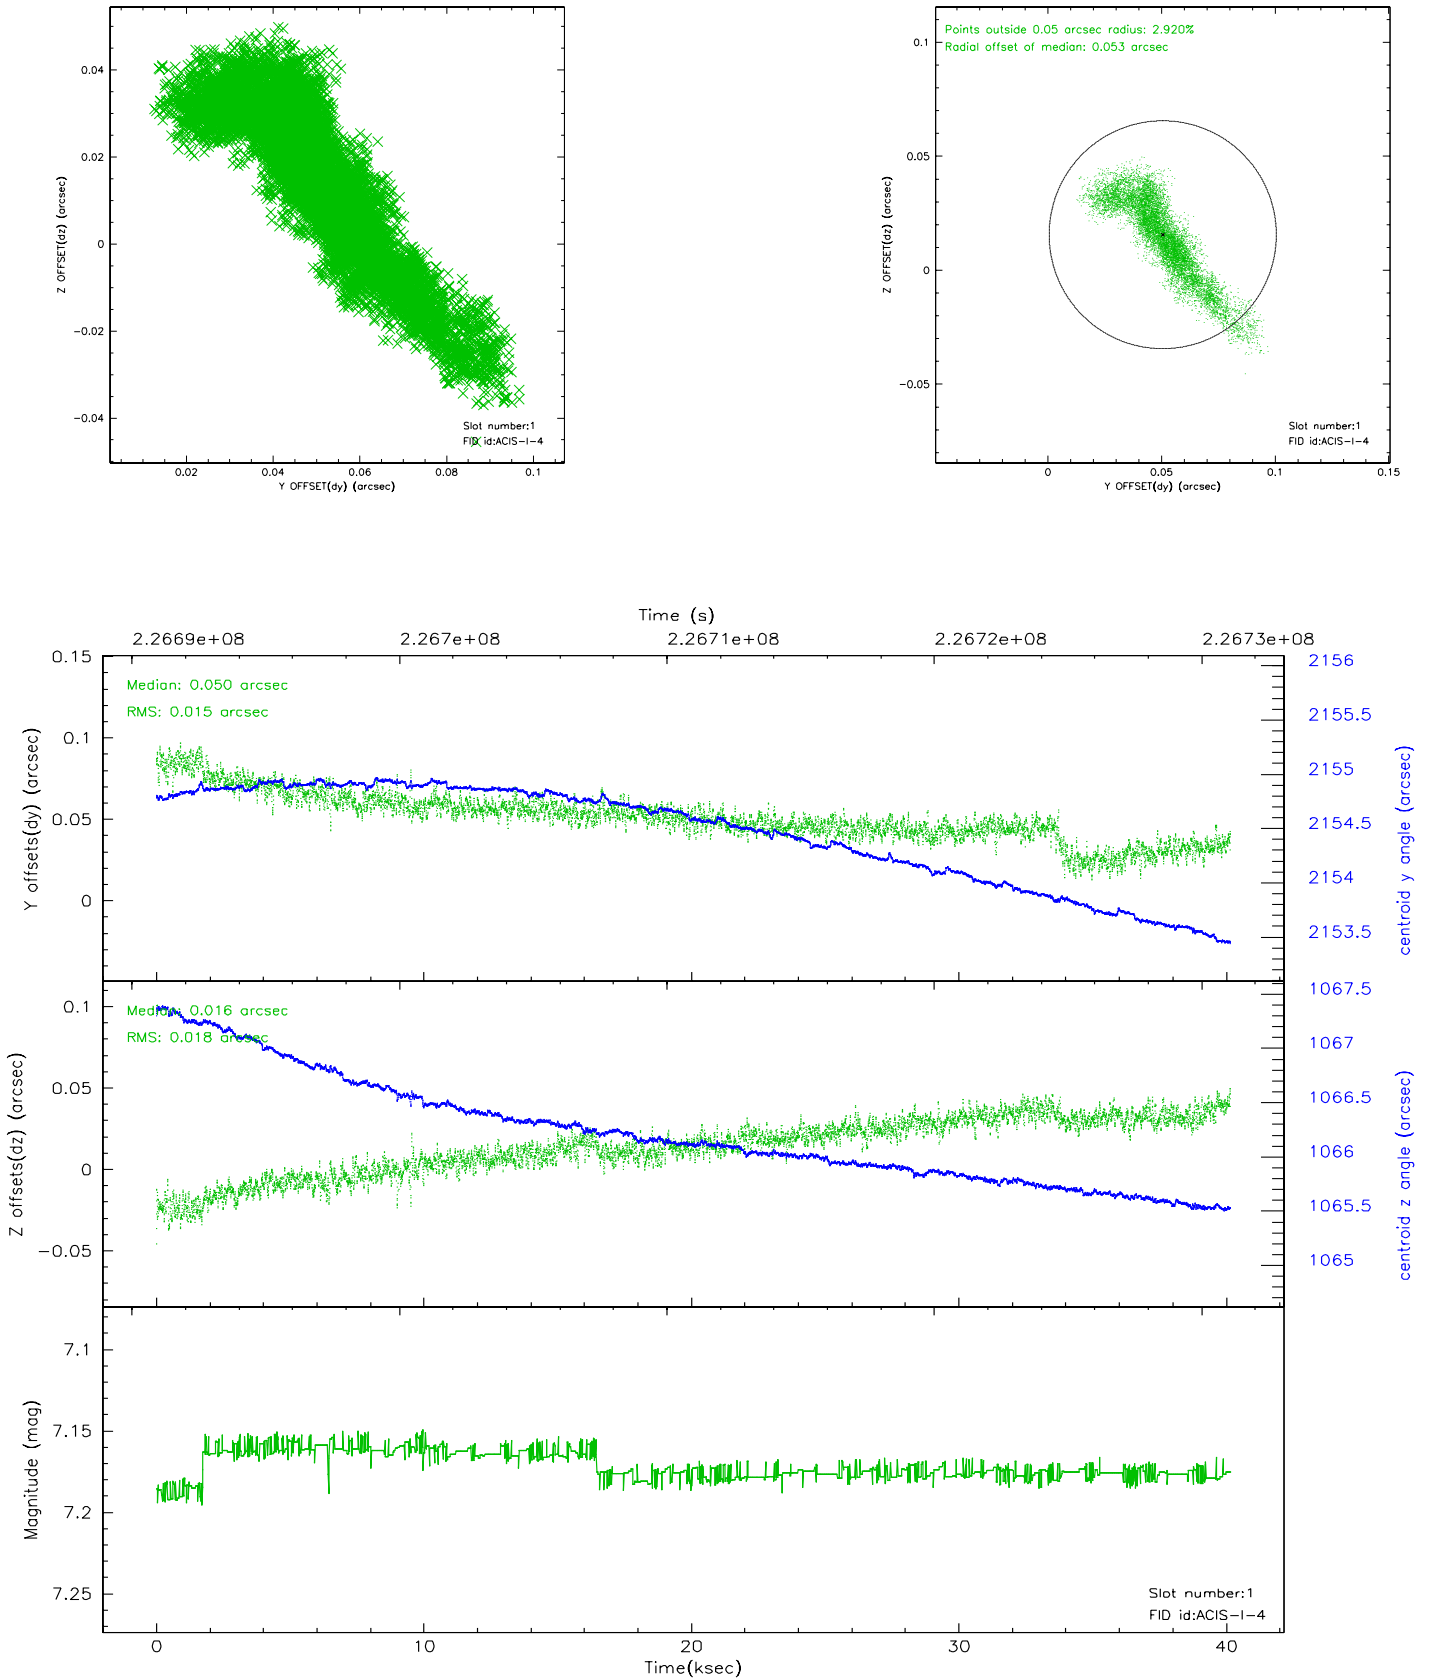 0.04
0.02
0
−0.02
−0.04
Z OFFSET(dz) (arcsec)
Slot number:1
FID id:ACIS−I−4
0.02
0.04
0.06
0.08
0.1
Y OFFSET(dy) (arcsec)
Points outside 0.05 arcsec radius: 2.920%
Radial offset of median: 0.053 arcsec
0.1
0.05
0
−0.05
Z OFFSET(dz) (arcsec)
Slot number:1
FID id:ACIS−I−4
0
0.05
0.1
0.15
Y OFFSET(dy) (arcsec)
Time (s)
2.2669e+08
2.267e+08
2.2671e+08
2.2672e+08
2.2673e+08
0.15
0.1
0.05
0
Y offsets(dy) (arcsec)
Median: 0.050 arcsec
RMS: 0.015 arcsec
2156
2155.5
2155
2154.5
2154
2153.5
centroid y angle (arcsec)
0.1
0.05
0
−0.05
Z offsets(dz) (arcsec)
Median: 0.016 arcsec
RMS: 0.018 arcsec
1067.5
1067
1066.5
1066
1065.5
1065
centroid z angle (arcsec)
7.1
7.15
7.2
7.25
Magnitude (mag)
Slot number:1
FID id:ACIS−I−4
0
10
20
30
40
Time(ksec)